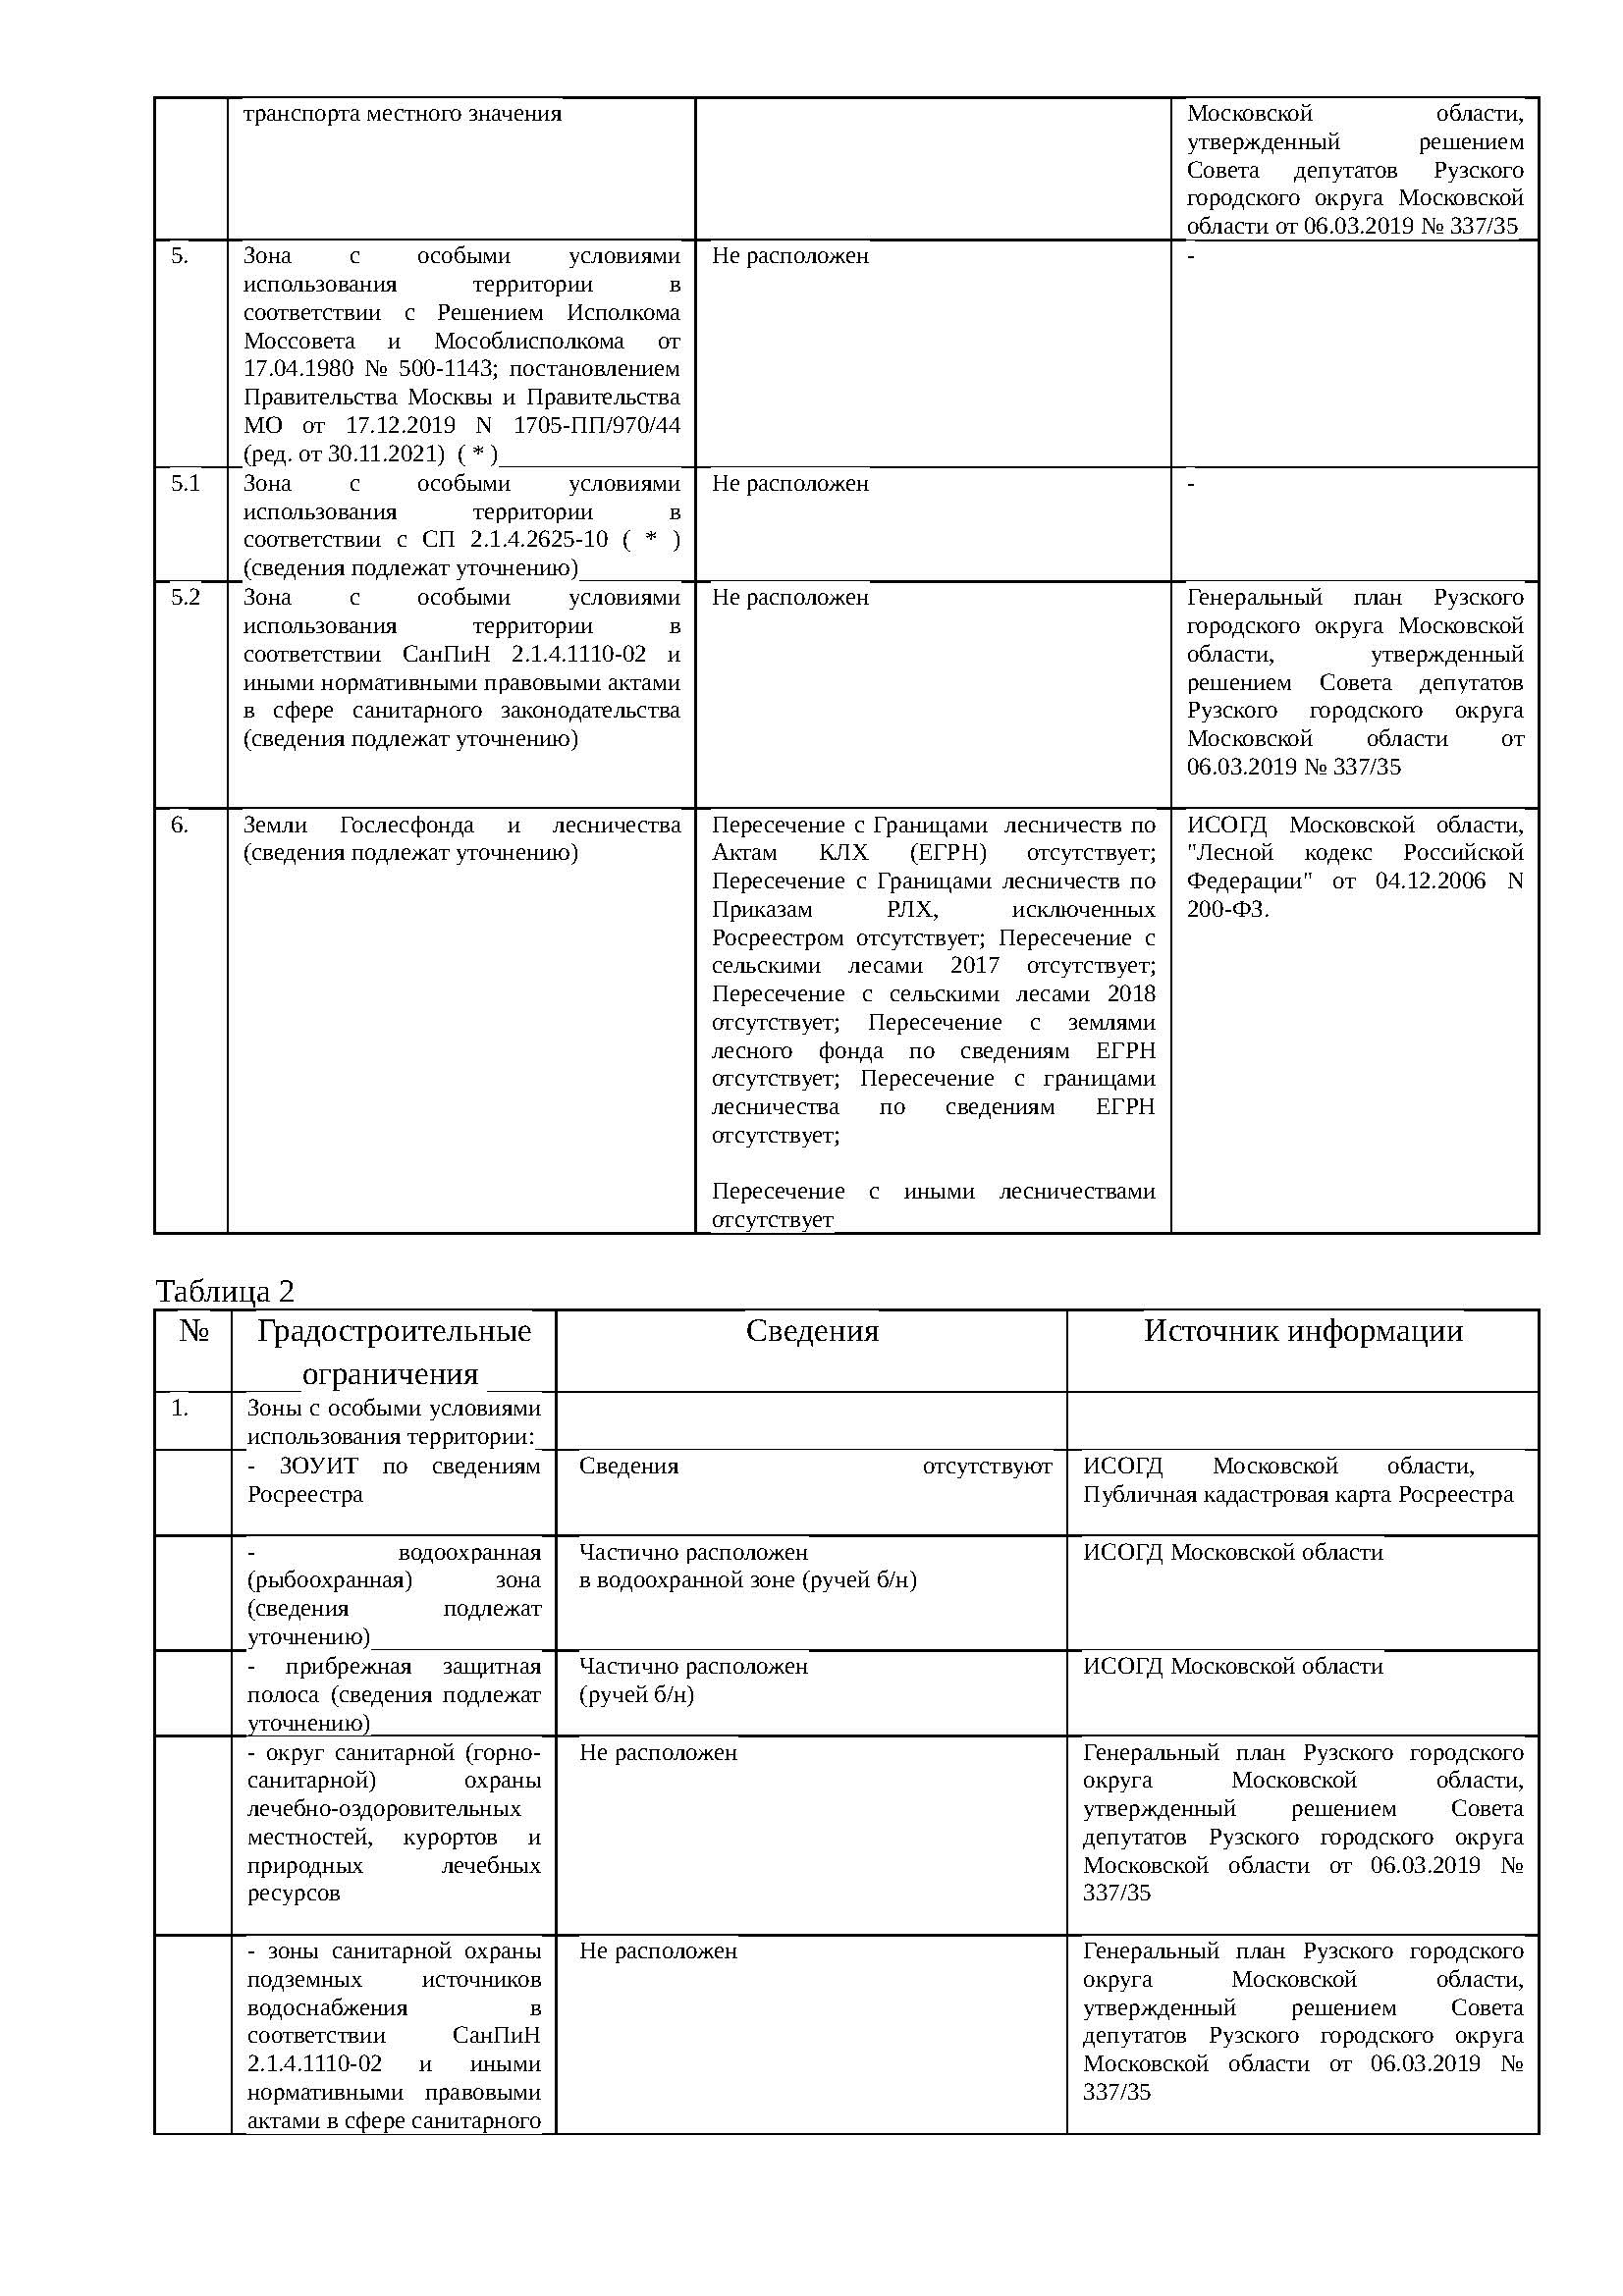 транспорта местного значения
Московской области,
утвержденный решением
Совета депутатов Рузского
городского округа Московской
области от 06.03.2019 № 337/35
5.
Зона с особыми условиями
использования территории в
соответствии с Решением Исполкома
Моссовета и Мособлисполкома от
17.04.1980 № 500-1143; постановлением
Правительства Москвы и Правительства
МО от 17.12.2019 N 1705-ПП/970/44
(ред. от 30.11.2021) ( * )
Не расположен
-
5.1
Зона с особыми условиями
использования территории в
соответствии с СП 2.1.4.2625-10 ( * )
(сведения подлежат уточнению)
Не расположен
-
5.2
Зона с особыми условиями
использования территории в
соответствии СанПиН 2.1.4.1110-02 и
иными нормативными правовыми актами
в сфере санитарного законодательства
(сведения подлежат уточнению)
Не расположен
Генеральный план Рузского
городского округа Московской
области, утвержденный
решением Совета депутатов
Рузского городского округа
Московской области от
06.03.2019 № 337/35
6.
Земли Гослесфонда и лесничества
(сведения подлежат уточнению)
Пересечение с Границами лесничеств по
Актам КЛХ (ЕГРН) отсутствует;
Пересечение с Границами лесничеств по
Приказам РЛХ, исключенных
Росреестром отсутствует; Пересечение с
сельскими лесами 2017 отсутствует;
Пересечение с сельскими лесами 2018
отсутствует; Пересечение с землями
лесного фонда по сведениям ЕГРН
отсутствует; Пересечение с границами
лесничества по сведениям ЕГРН
отсутствует;
Пересечение с иными лесничествами
отсутствует
ИСОГД Московской области,
"Лесной кодекс Российской
Федерации" от 04.12.2006 N
200-ФЗ.
Таблица 2
№
Градостроительные
ограничения
Сведения
Источник информации
1.
Зоны с особыми условиями
использования территории:
- ЗОУИТ по сведениям
Росреестра
Сведения отсутствуют
ИСОГД Московской области,
Публичная кадастровая карта Росреестра
- водоохранная
(рыбоохранная) зона
(сведения подлежат
уточнению)
Частично расположен
в водоохранной зоне (ручей б/н)
ИСОГД Московской области
- прибрежная защитная
полоса (сведения подлежат
уточнению)
Частично расположен
(ручей б/н)
ИСОГД Московской области
- округ санитарной (горно-
санитарной) охраны
лечебно-оздоровительных
местностей, курортов и
природных лечебных
ресурсов
Не расположен
Генеральный план Рузского городского
округа Московской области,
утвержденный решением Совета
депутатов Рузского городского округа
Московской области от 06.03.2019 №
337/35
- зоны санитарной охраны
подземных источников
водоснабжения в
соответствии СанПиН
2.1.4.1110-02 и иными
нормативными правовыми
актами в сфере санитарного
Не расположен
Генеральный план Рузского городского
округа Московской области,
утвержденный решением Совета
депутатов Рузского городского округа
Московской области от 06.03.2019 №
337/35